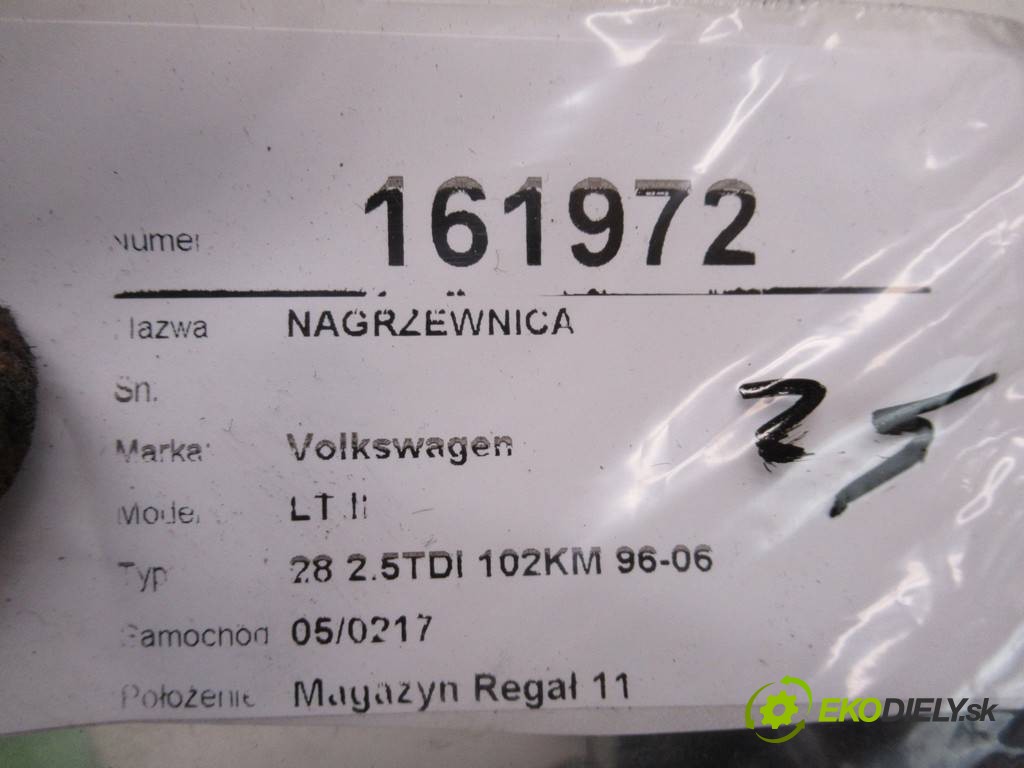 Numer 161972
Nazwa NAGRZEWNICA
Sn.
Marka: Volkswagen
25
Model LT II
Typ 28 2.5TDI 102KM 96-06
Samochód 05/0217
Położenie Magazyn Regał 11
EKODIELY.sk